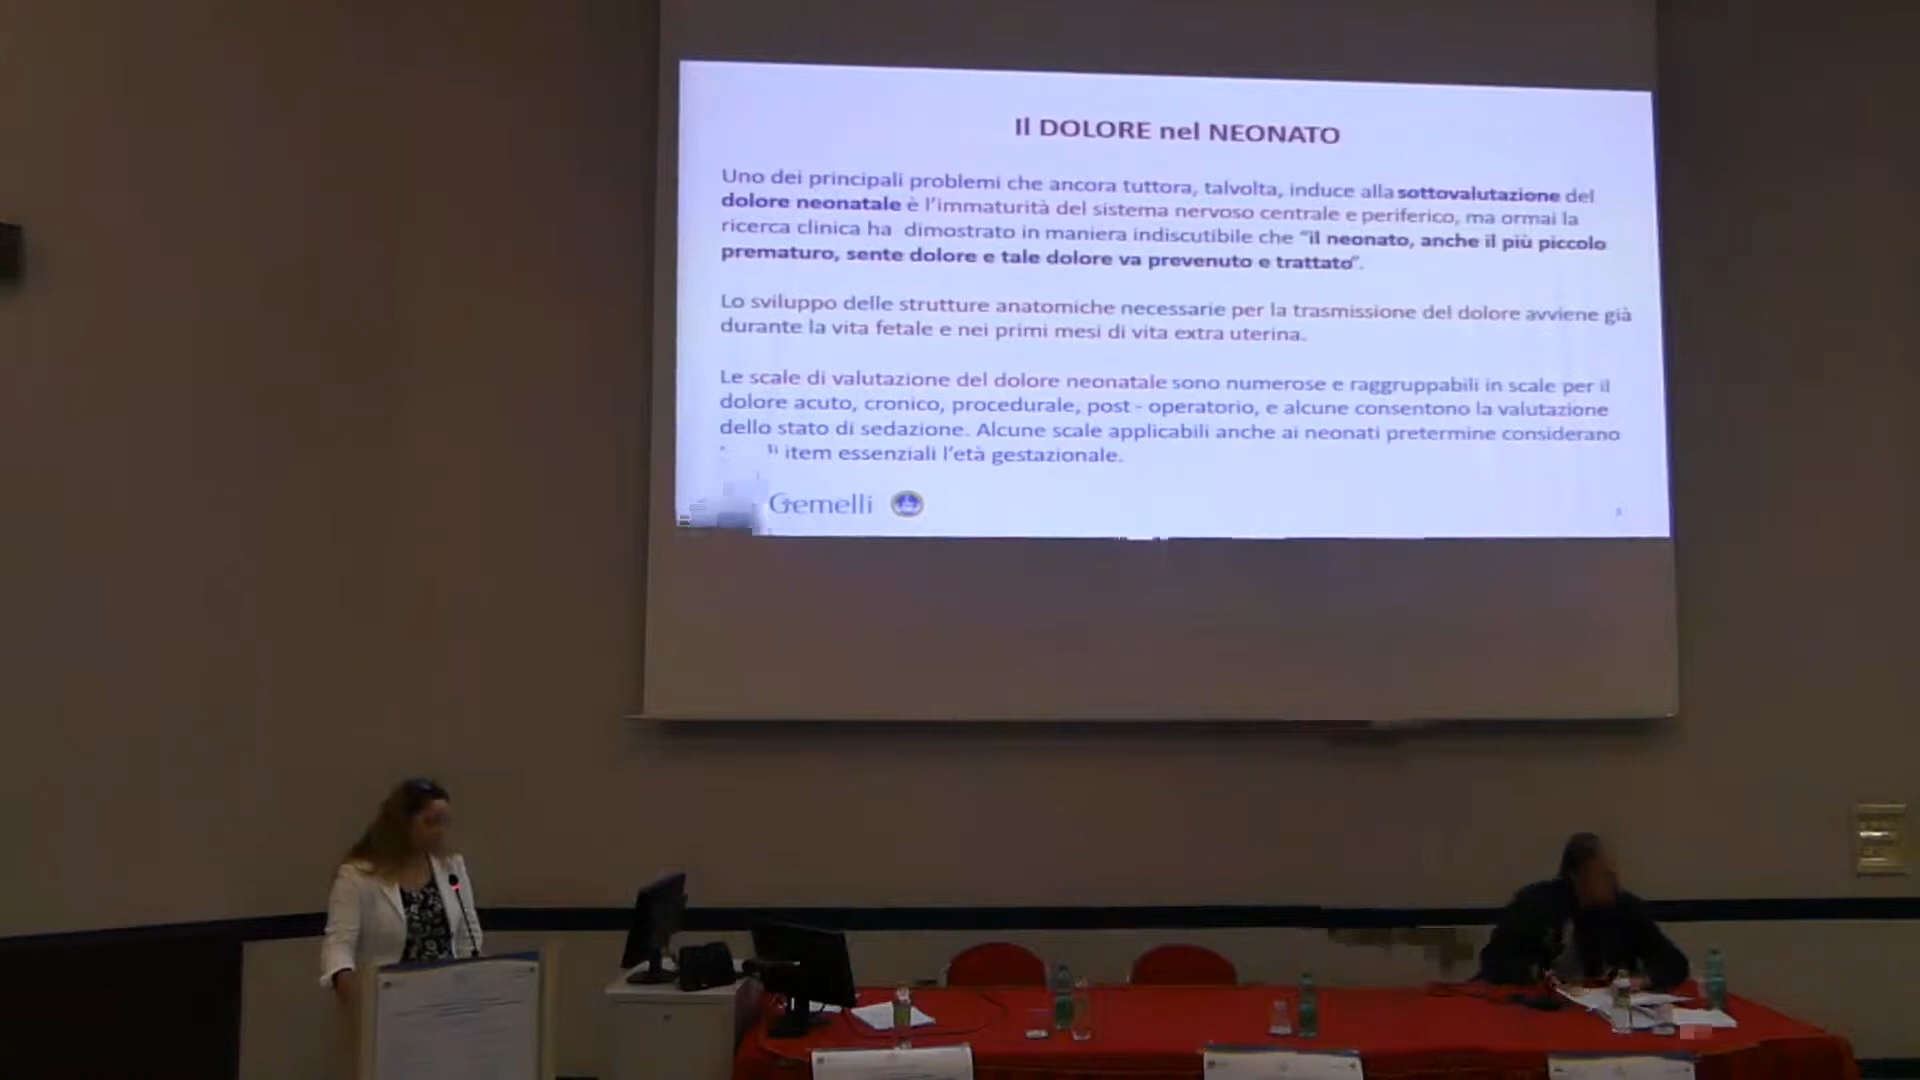 Il DOLORE nel NEONATO
Uno dei principali problemi che ancora tuttora, talvolta, induce alla sottovalutazione del
dolore neonatale è l'immaturità del sistema nervoso centrale e periferico, ma ormai la
ricerca clinica ha dimostrato in maniera indiscutibile che "il neonato, anche il più piccolo
prematuro, sente dolore e tale dolore va prevenuto e trattato".
Lo sviluppo delle strutture anatomiche necessarie per la trasmissione del dolore avviene già
durante la vita fetale e nei primi mesi di vita extra uterina.
Le scale di valutazione del dolore neonatale sono numerose e raggruppabili in scale per il
dolore acuto, cronico, procedurale, post - operatorio, e alcune consentono la valutazione
dello stato di sedazione. Alcune scale applicabili anche ai neonati pretermine considerano
item essenziali l'età gestazionale.
Gemelli